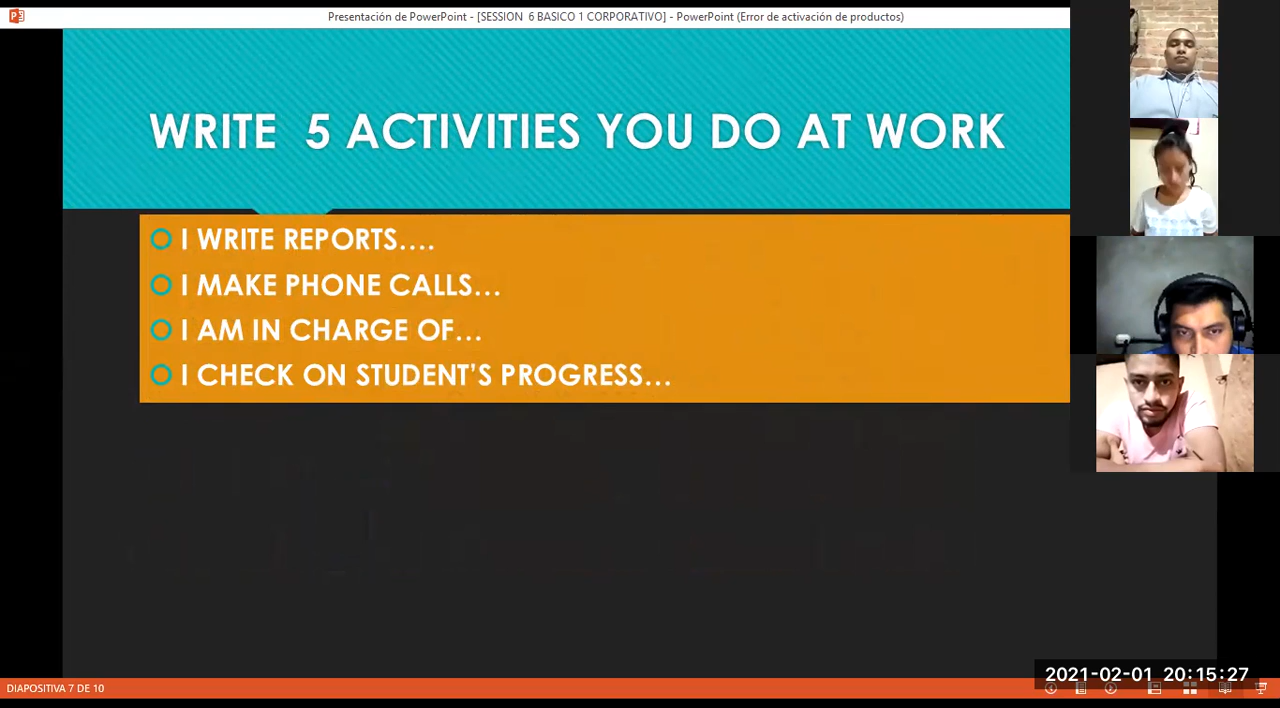 Presentación de PowerPoint - [SESSION 6 BASICO 1 CORPORATIVO] - PowerPoint (Error de activación de productos)
WRITE 5 ACTIVITIES YOU DO AT WORK
I WRITE REPORTS....
I MAKE PHONE CALLS...
I AM IN CHARGE OF...
I CHECK ON STUDENT'S PROGRESS...
2021-02-01 20:15:27
DIAPOSITIVA 7 DE 10